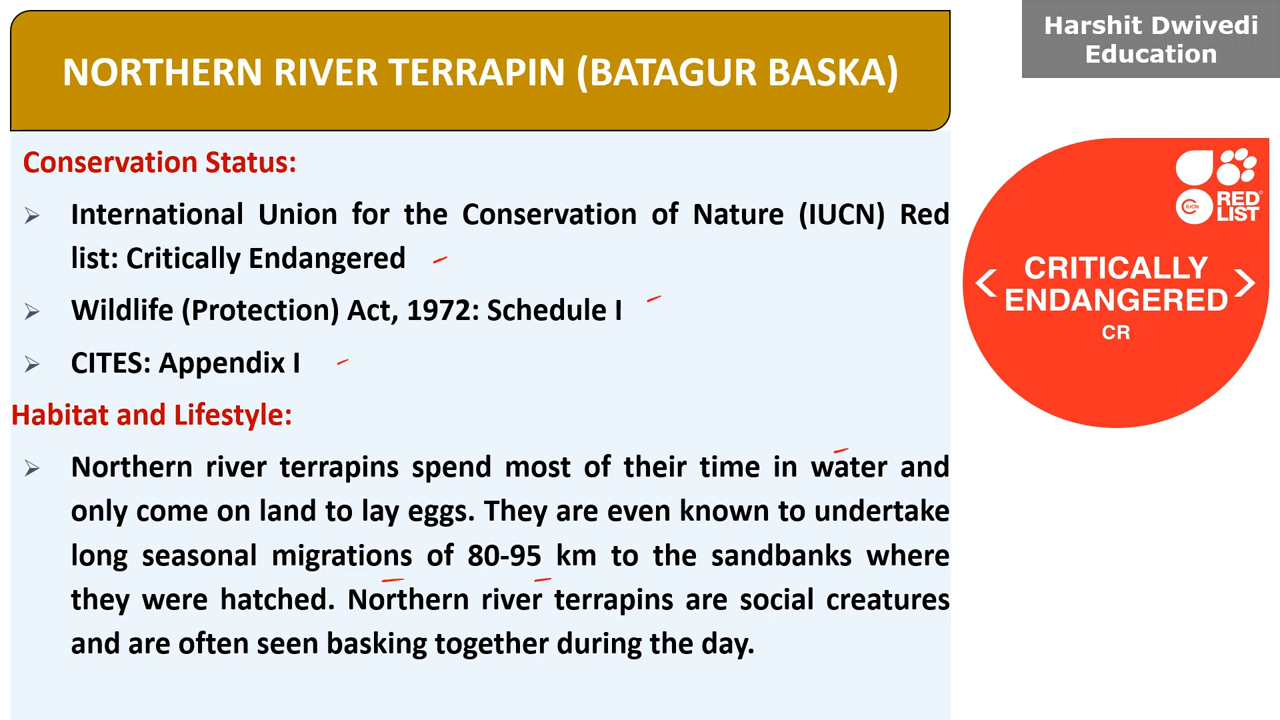 Harshit Dwivedi
Education
NORTHERN RIVER TERRAPIN (BATAGUR BASKA)
Conservation Status:
➢ International Union for the Conservation of Nature (IUCN) Red
list: Critically Endangered
➢ Wildlife (Protection) Act, 1972: Schedule I
➢ CITES: Appendix I
Habitat and Lifestyle:
➢ Northern river terrapins spend most of their time in water and
only come on land to lay eggs. They are even known to undertake
long seasonal migrations of 80-95 km to the sandbanks where
they were hatched. Northern river terrapins are social creatures
and are often seen basking together during the day.
IUCN
RED
LIST
CRITICALLY
< ENDANGERED >
CR